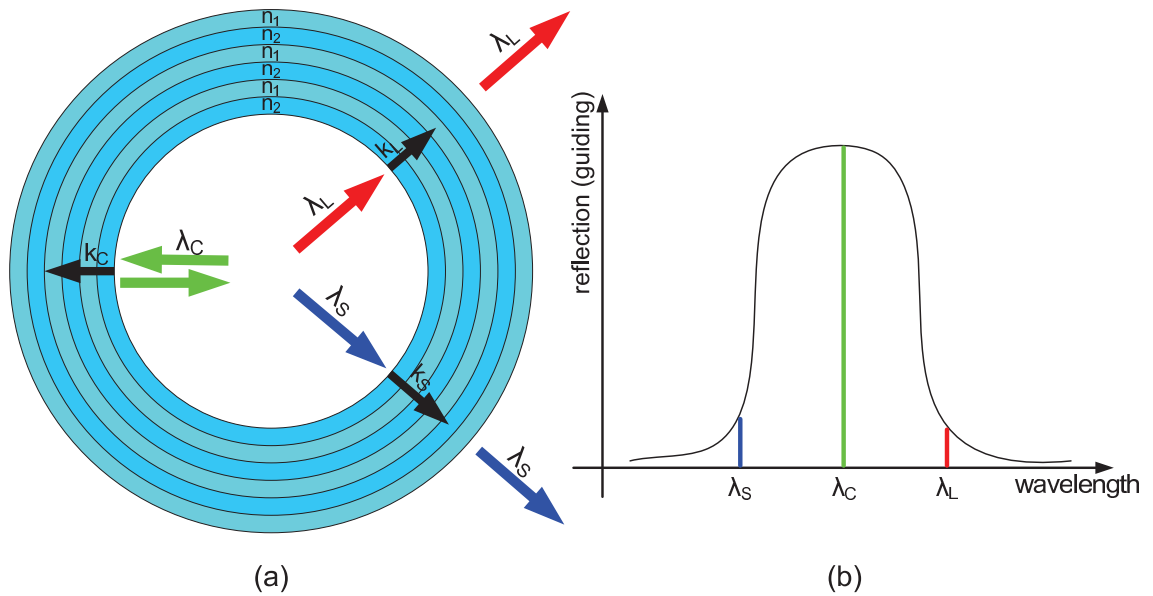 n₁
n₂
n₁
n₂
n₁
n₂
λL
kL
λL
kC
λC
λS
kS
λS
(a)
reflection (guiding)
λS
λC
λL
wavelength
(b)